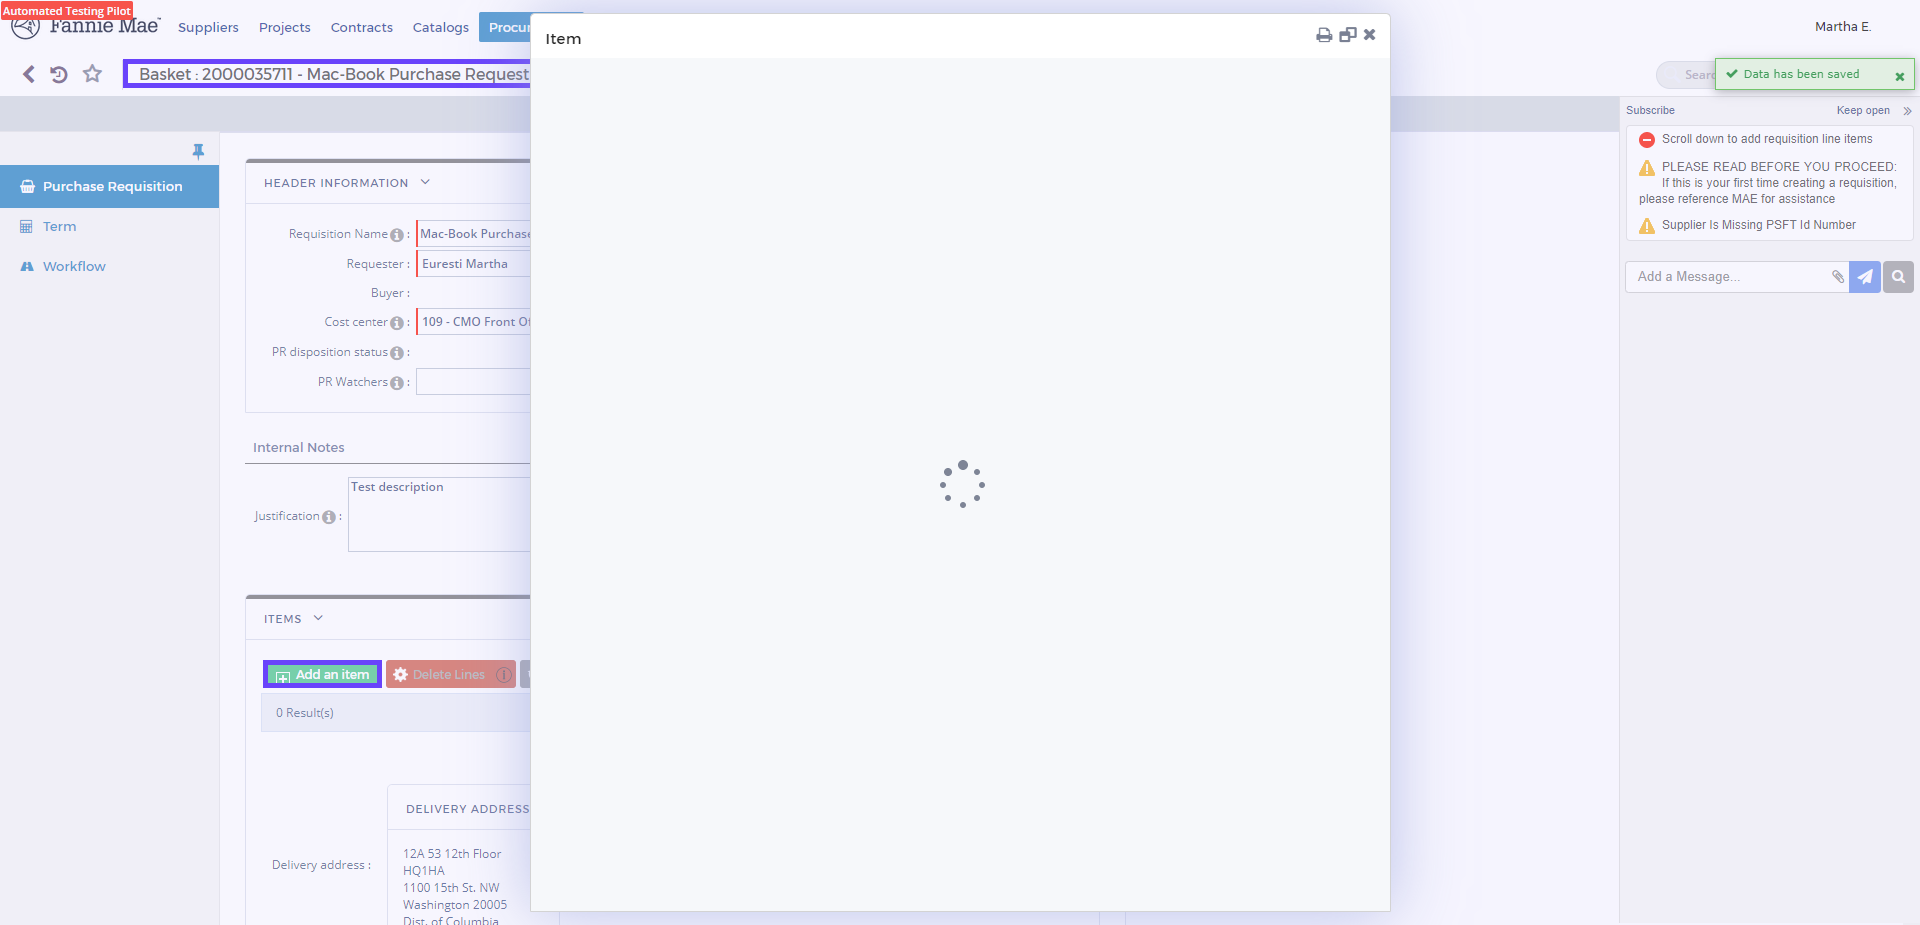 Automated Testing Pilot
Fannie Mae
Suppliers
Projects
Contracts
Catalogs
Procu
Martha E.
Item
Basket : 2000035711 - Mac-Book Purchase Request
Searc
Data has been saved
Subscribe
Keep open
Scroll down to add requisition line items
PLEASE READ BEFORE YOU PROCEED:
If this is your first time creating a requisition,
please reference MAE for assistance
Supplier Is Missing PSFT Id Number
Add a Message...
Purchase Requisition
Term
Workflow
HEADER INFORMATION
Requisition Name : Mac-Book Purchase
Requester : Euresti Martha
Buyer :
Cost center : 109 - CMO Front Of
PR disposition status :
PR Watchers :
Internal Notes
Justification : Test description
ITEMS
Add an item
Delete Lines
0 Result(s)
DELIVERY ADDRESS
Delivery address :
12A 53 12th Floor
HQ1HA
1100 15th St. NW
Washington 20005
Dist. of Columbia